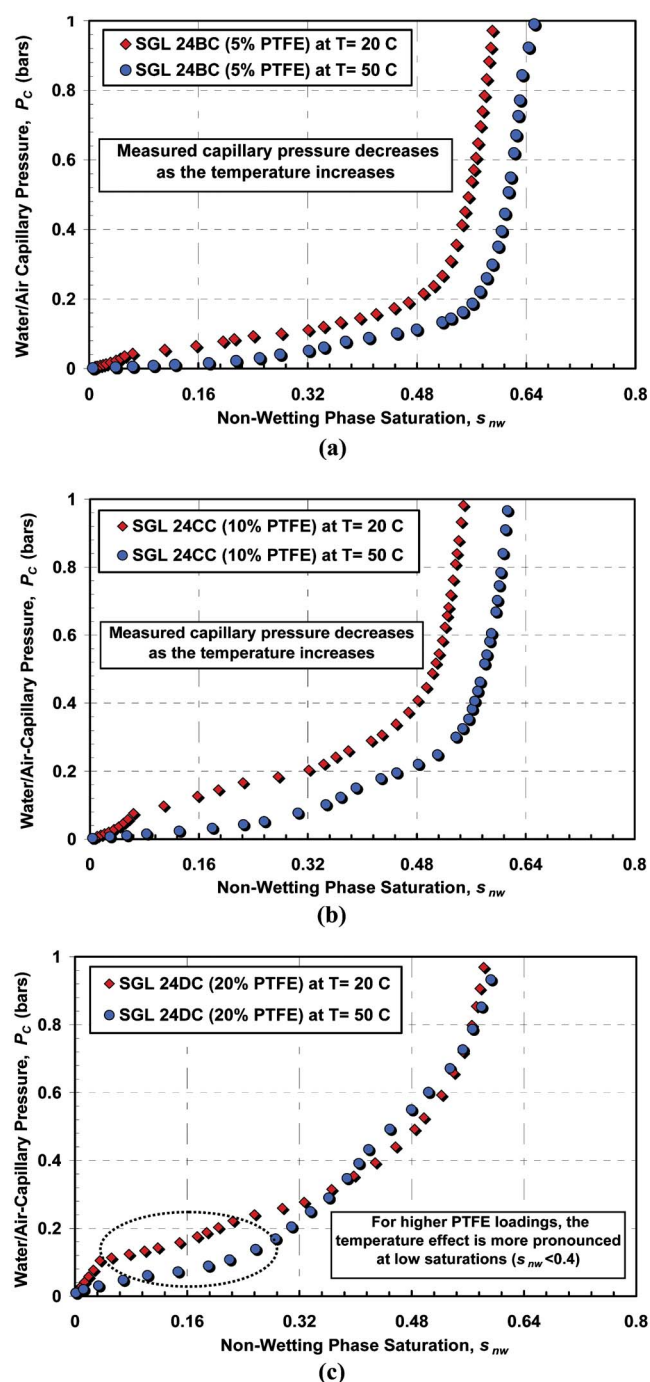 1
SGL 24BC (5% PTFE) at T= 20 C
SGL 24BC (5% PTFE) at T= 50 C
0.8
Measured capillary pressure decreases
as the temperature increases
0.6
0.4
0.2
0
Water/Air Capillary Pressure, P_C (bars)
0 0.16 0.32 0.48 0.64 0.8
Non-Wetting Phase Saturation, s_nw
(a)
1
SGL 24CC (10% PTFE) at T= 20 C
SGL 24CC (10% PTFE) at T= 50 C
0.8
0.6
Measured capillary pressure decreases
as the temperature increases
0.4
0.2
0
Water/Air-Capillary Pressure, P_C (bars)
0 0.16 0.32 0.48 0.64 0.8
Non-Wetting Phase Saturation, s_nw
(b)
1
SGL 24DC (20% PTFE) at T= 20 C
SGL 24DC (20% PTFE) at T= 50 C
0.8
0.6
0.4
0.2
For higher PTFE loadings, the
temperature effect is more pronounced
at low saturations (s_nw<0.4)
0
Water/Air-Capillary Pressure, P_C (bars)
0 0.16 0.32 0.48 0.64 0.8
Non-Wetting Phase Saturation, s_nw
(c)